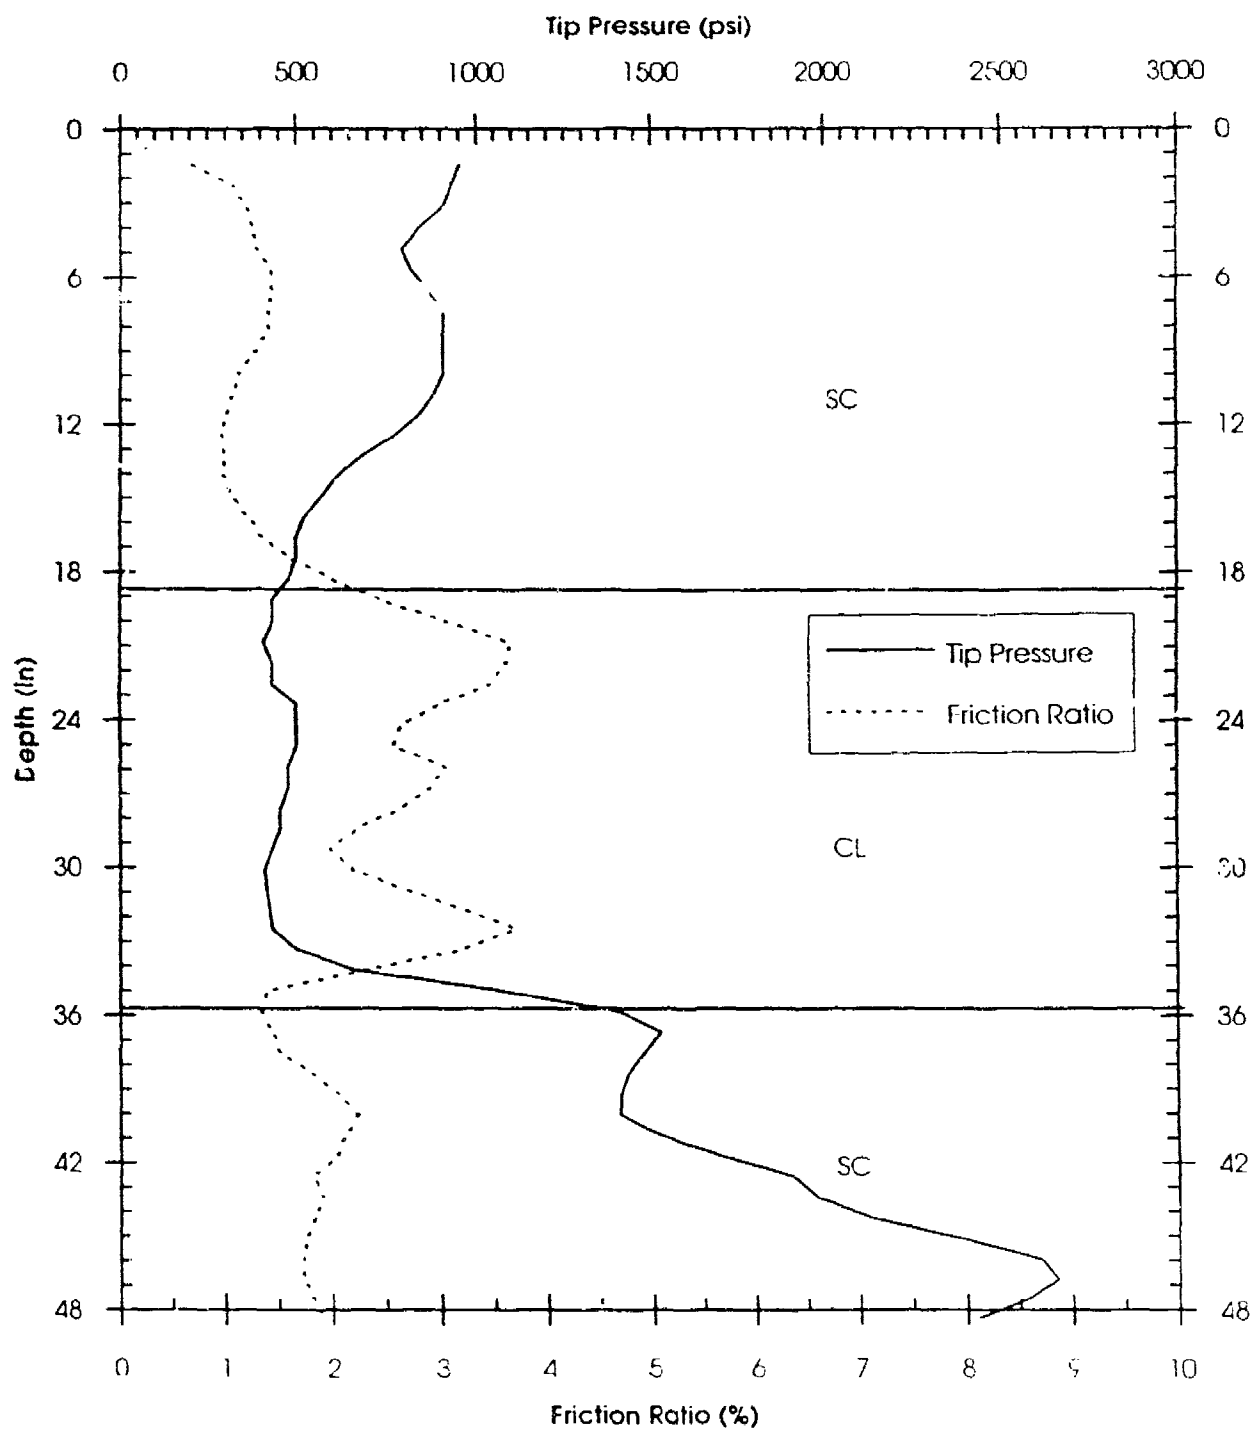 Tip Pressure (psi)
0 500 1000 1500 2000 2500 3000
0 0
6 6
SC
12 12
18 18
Tip Pressure
Friction Ratio
24 24
Depth (in)
CL
30 30
36 36
SC
42 42
48 48
0 1 2 3 4 5 6 7 8 9 10
Friction Ratio (%)